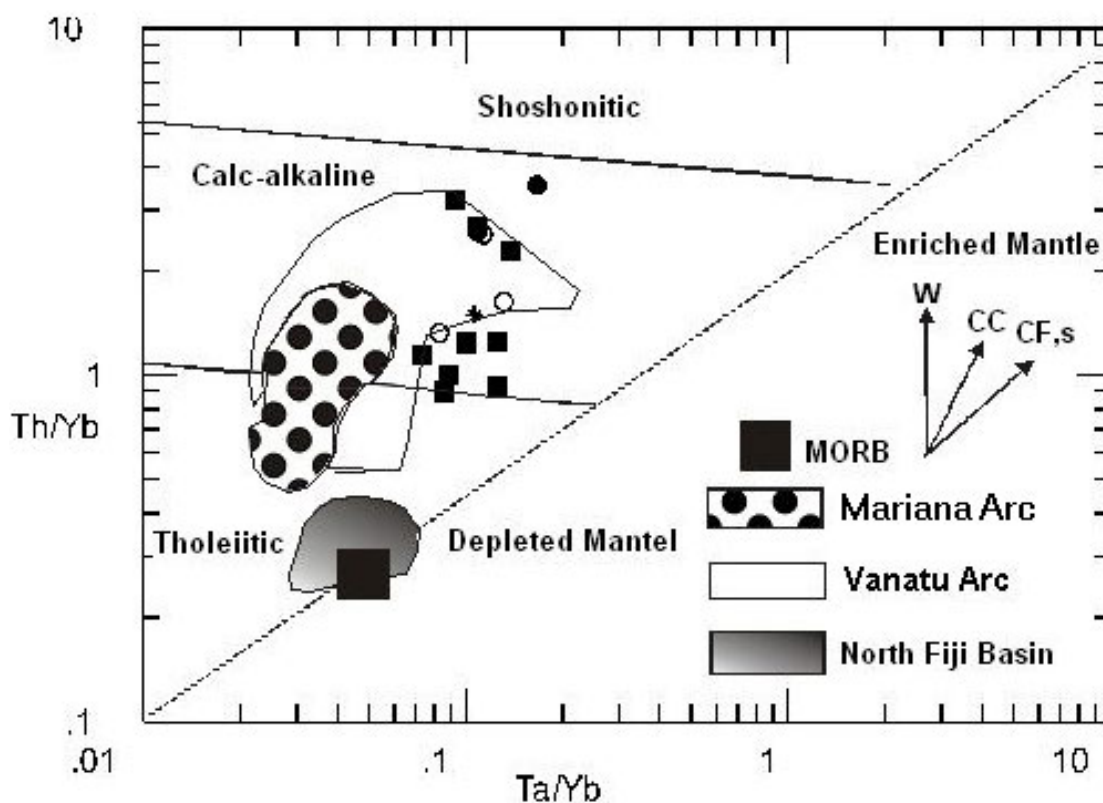 10
Shoshonitic
Calc-alkaline
Enriched Mantle
W
CC
CF,s
1
Th/Yb
MORB
Mariana Arc
Tholeiitic
Depleted Mantel
Vanatu Arc
North Fiji Basin
.1
.01
.1
1
10
Ta/Yb